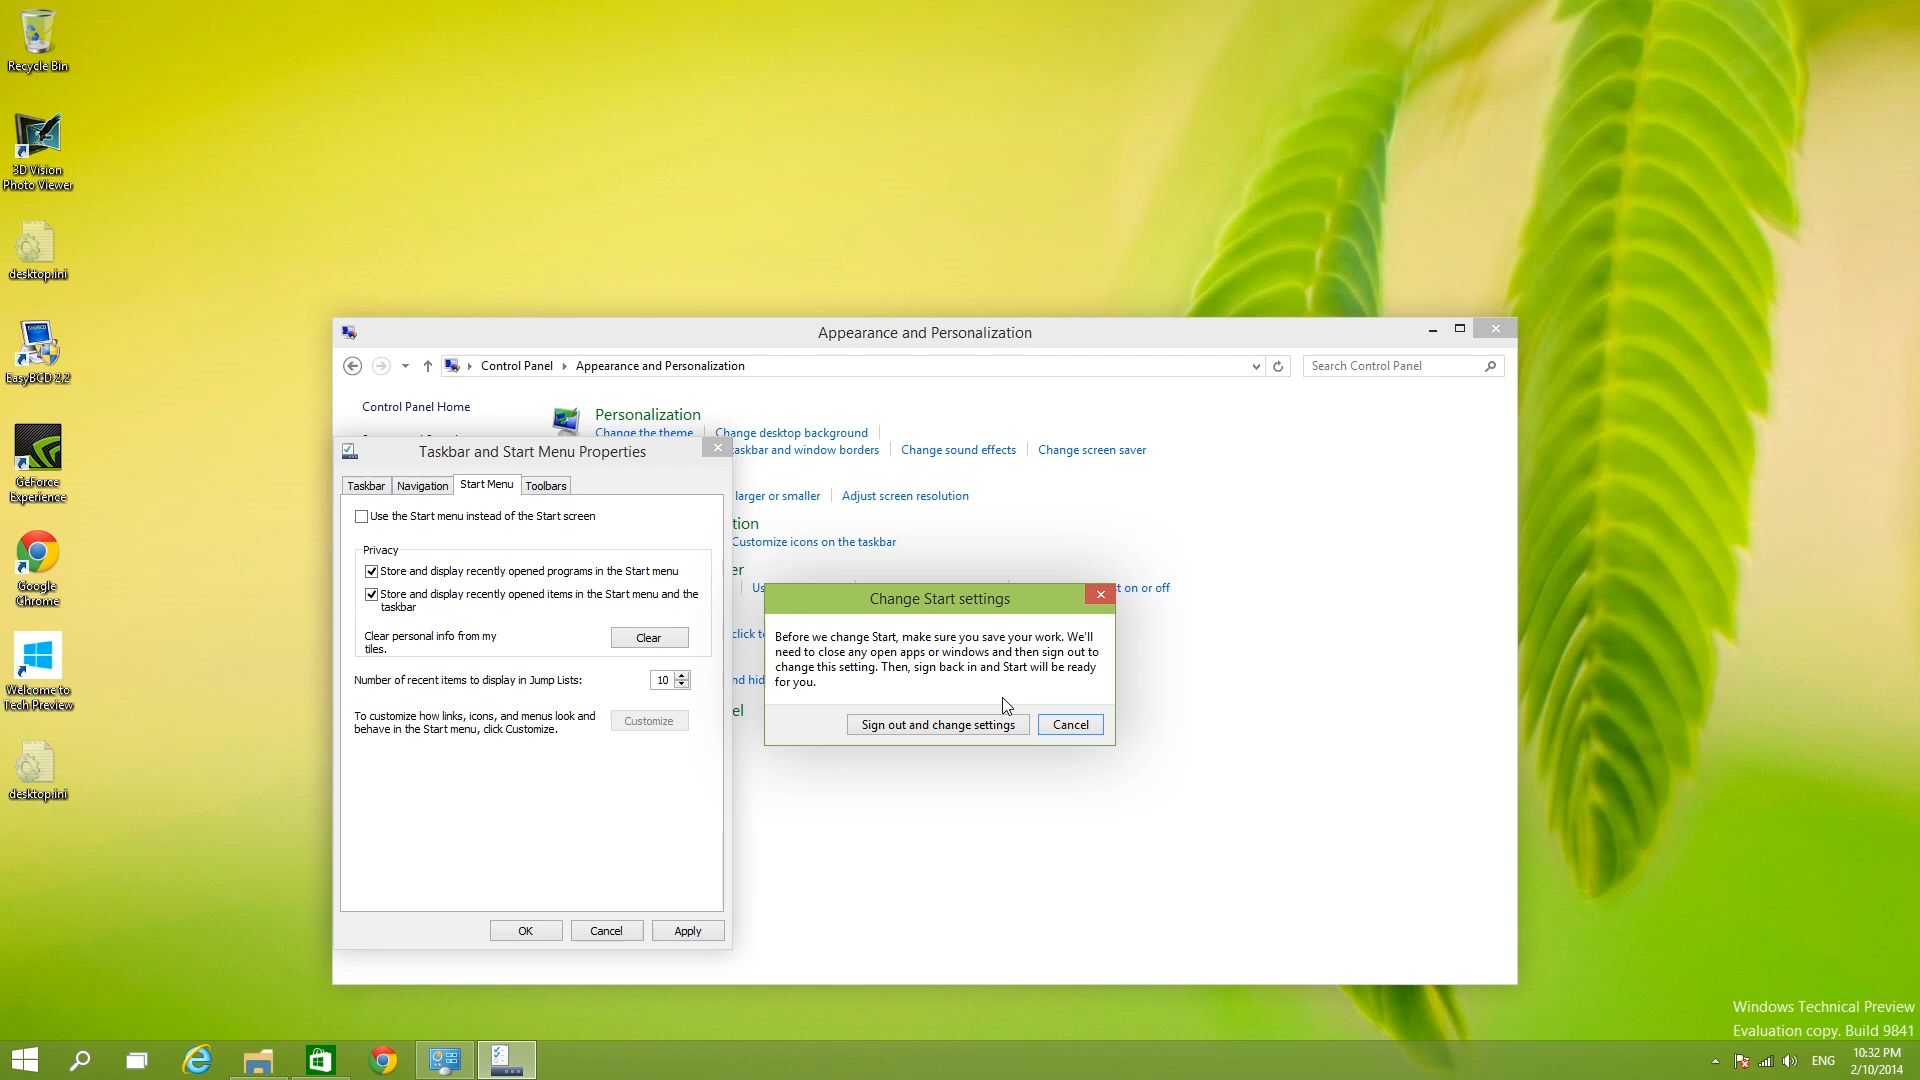 Recycle Bin
3D Vision
Photo Viewer
desktop.ini
EasyBCD 2.2
GeForce
Experience
Google
Chrome
Welcome to
Tech Preview
desktop.ini
Appearance and Personalization
Control Panel
Appearance and Personalization
Search Control Panel
Control Panel Home
Personalization
Change the theme
Change desktop background
taskbar and window borders
Change sound effects
Change screen saver
larger or smaller
Adjust screen resolution
tion
Customize icons on the taskbar
er
Us
t on or off
click t
nd hid
el
Taskbar and Start Menu Properties
Taskbar
Navigation
Start Menu
Toolbars
Use the Start menu instead of the Start screen
Privacy
Store and display recently opened programs in the Start menu
Store and display recently opened items in the Start menu and the
taskbar
Clear personal info from my
tiles.
Clear
Number of recent items to display in Jump Lists:
10
To customize how links, icons, and menus look and
behave in the Start menu, click Customize.
Customize
OK
Cancel
Apply
Change Start settings
Before we change Start, make sure you save your work. We'll
need to close any open apps or windows and then sign out to
change this setting. Then, sign back in and Start will be ready
for you.
Sign out and change settings
Cancel
Windows Technical Preview
Evaluation copy. Build 9841
ENG
10:32 PM
2/10/2014